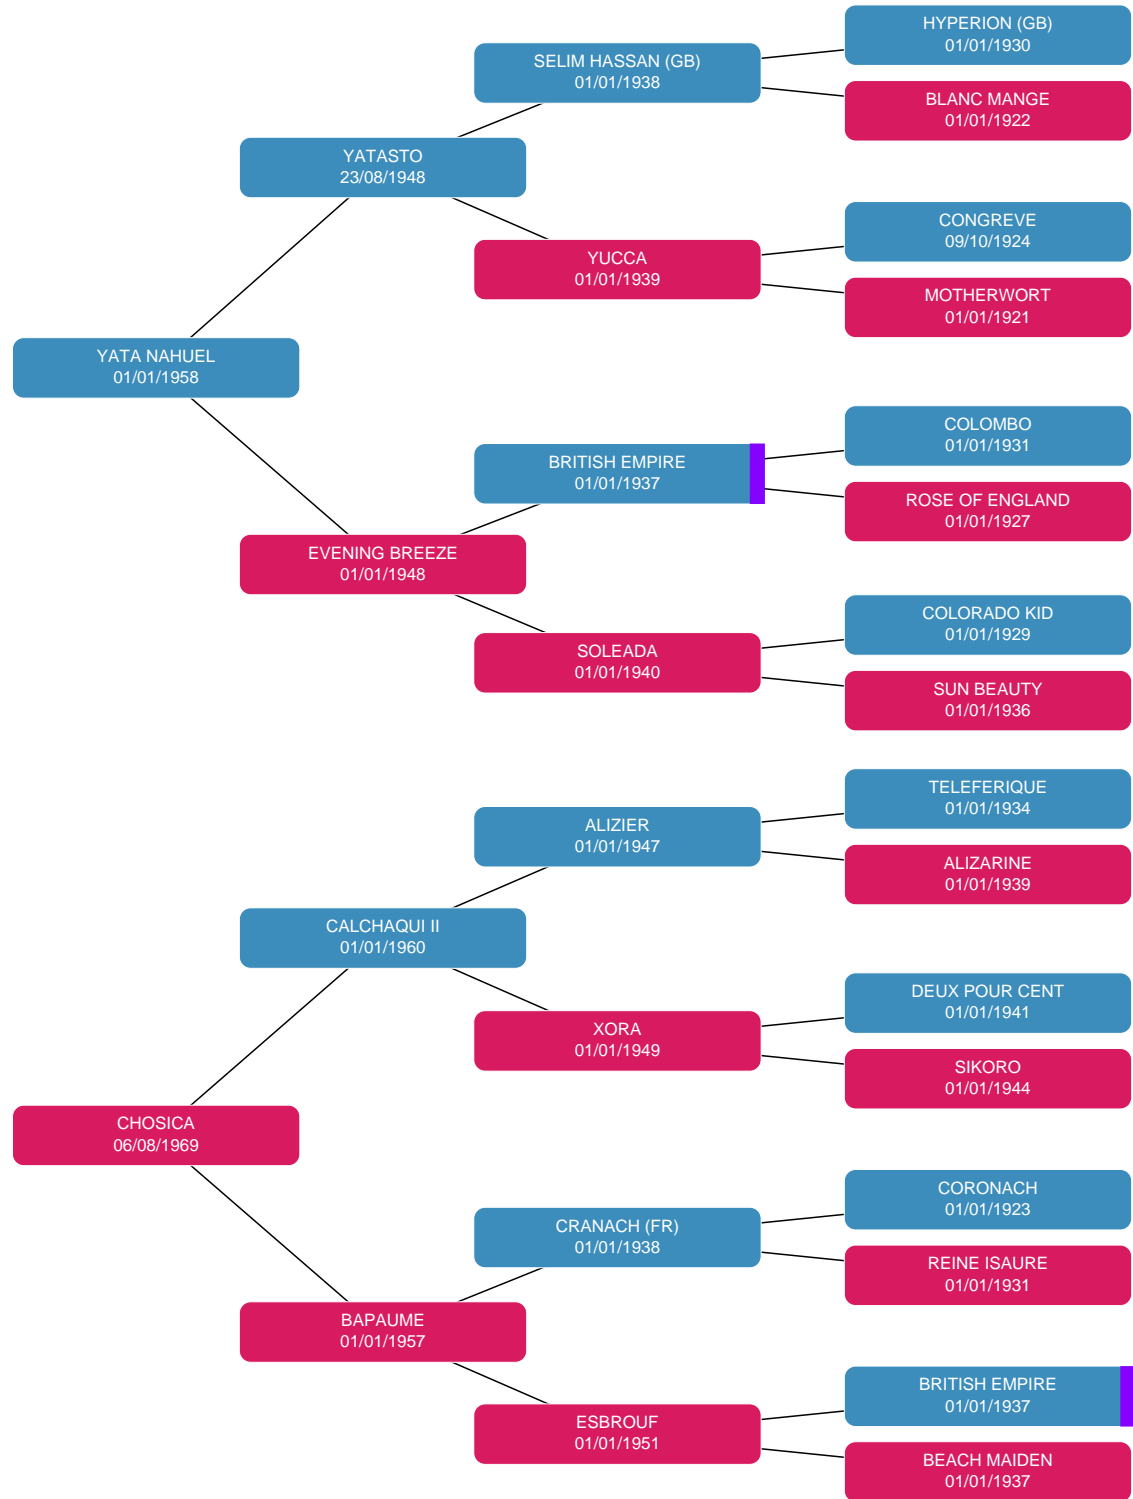 HYPERION (GB)
01/01/1930
SELIM HASSAN (GB)
01/01/1938
BLANC MANGE
01/01/1922
YATASTO
23/08/1948
CONGREVE
09/10/1924
YUCCA
01/01/1939
MOTHERWORT
01/01/1921
YATA NAHUEL
01/01/1958
COLOMBO
01/01/1931
BRITISH EMPIRE
01/01/1937
ROSE OF ENGLAND
01/01/1927
EVENING BREEZE
01/01/1948
COLORADO KID
01/01/1929
SOLEADA
01/01/1940
SUN BEAUTY
01/01/1936
TELEFERIQUE
01/01/1934
ALIZIER
01/01/1947
ALIZARINE
01/01/1939
CALCHAQUI II
01/01/1960
DEUX POUR CENT
01/01/1941
XORA
01/01/1949
SIKORO
01/01/1944
CHOSICA
06/08/1969
CORONACH
01/01/1923
CRANACH (FR)
01/01/1938
REINE ISAURE
01/01/1931
BAPAUME
01/01/1957
BRITISH EMPIRE
01/01/1937
ESBROUF
01/01/1951
BEACH MAIDEN
01/01/1937